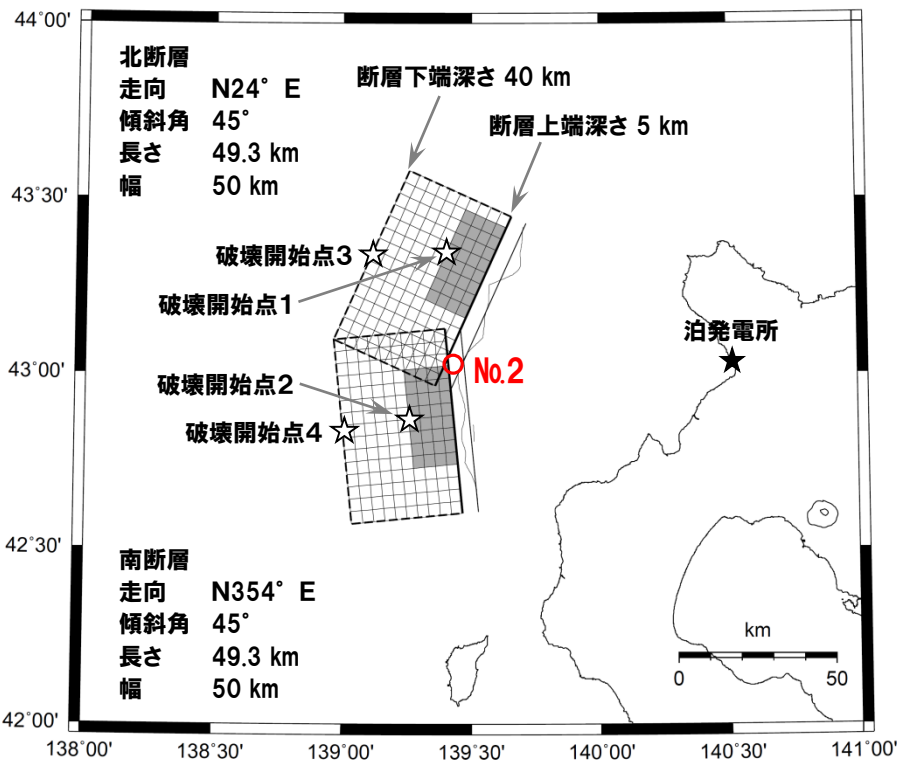 44°00'
北断層
走向 N24° E
傾斜角 45°
長さ 49.3 km
幅 50 km
断層下端深さ 40 km
断層上端深さ 5 km
43°30'
破壊開始点3
破壊開始点1
泊発電所
43°00'
No.2
破壊開始点2
破壊開始点4
42°30'
南断層
走向 N354° E
傾斜角 45°
長さ 49.3 km
幅 50 km
km
0 50
42°00'
138°00' 138°30' 139°00' 139°30' 140°00' 140°30' 141°00'